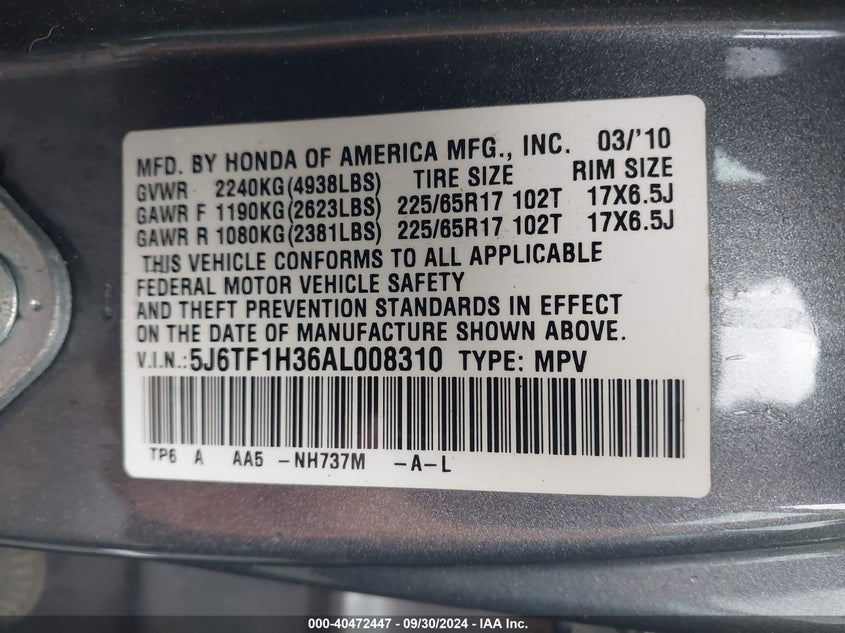 MFD. BY HONDA OF AMERICA MFG., INC. 03/'10
GVWR 2240KG(4938LBS) TIRE SIZE RIM SIZE
GAWR F 1190KG(2623LBS) 225/65R17 102T 17X6.5J
GAWR R 1080KG(2381LBS) 225/65R17 102T 17X6.5J
THIS VEHICLE CONFORMS TO ALL APPLICABLE
FEDERAL MOTOR VEHICLE SAFETY
AND THEFT PREVENTION STANDARDS IN EFFECT
ON THE DATE OF MANUFACTURE SHOWN ABOVE.
V.I.N.:5J6TF1H36AL008310 TYPE: MPV
TP6 A AA5 -NH737M -A-L
000-40472447 - 09/30/2024 - IAA Inc.